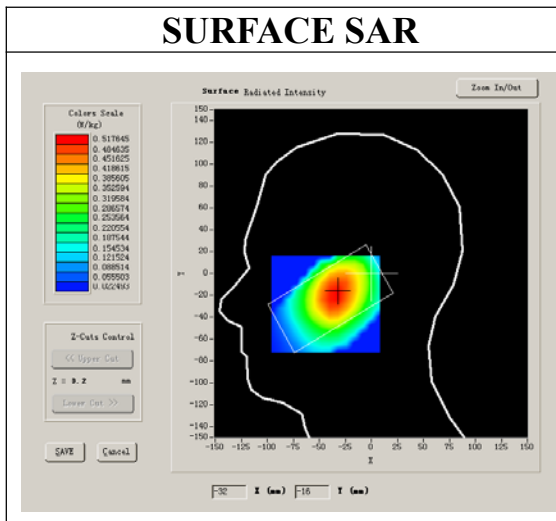 SURFACE SAR
Surface Radiated Intensity
Zoom In/Out
Colors Scale
(W/kg)
0.517645
0.484635
0.451625
0.418615
0.385605
0.352594
0.319584
0.286574
0.253564
0.220554
0.187544
0.154534
0.121524
0.088514
0.055503
0.022493
150
140
120
100
80
60
40
20
0
-20
-40
-60
-80
-100
-120
-140
-150
Y
-150 -125 -100 -75 -50 -25 0 25 50 75 100 125 150
X
Z-Cuts Control
<< Upper Cut
Z = 3.2 mm
Lower Cut >>
SAVE Cancel
-32 X (mm) -16 Y (mm)